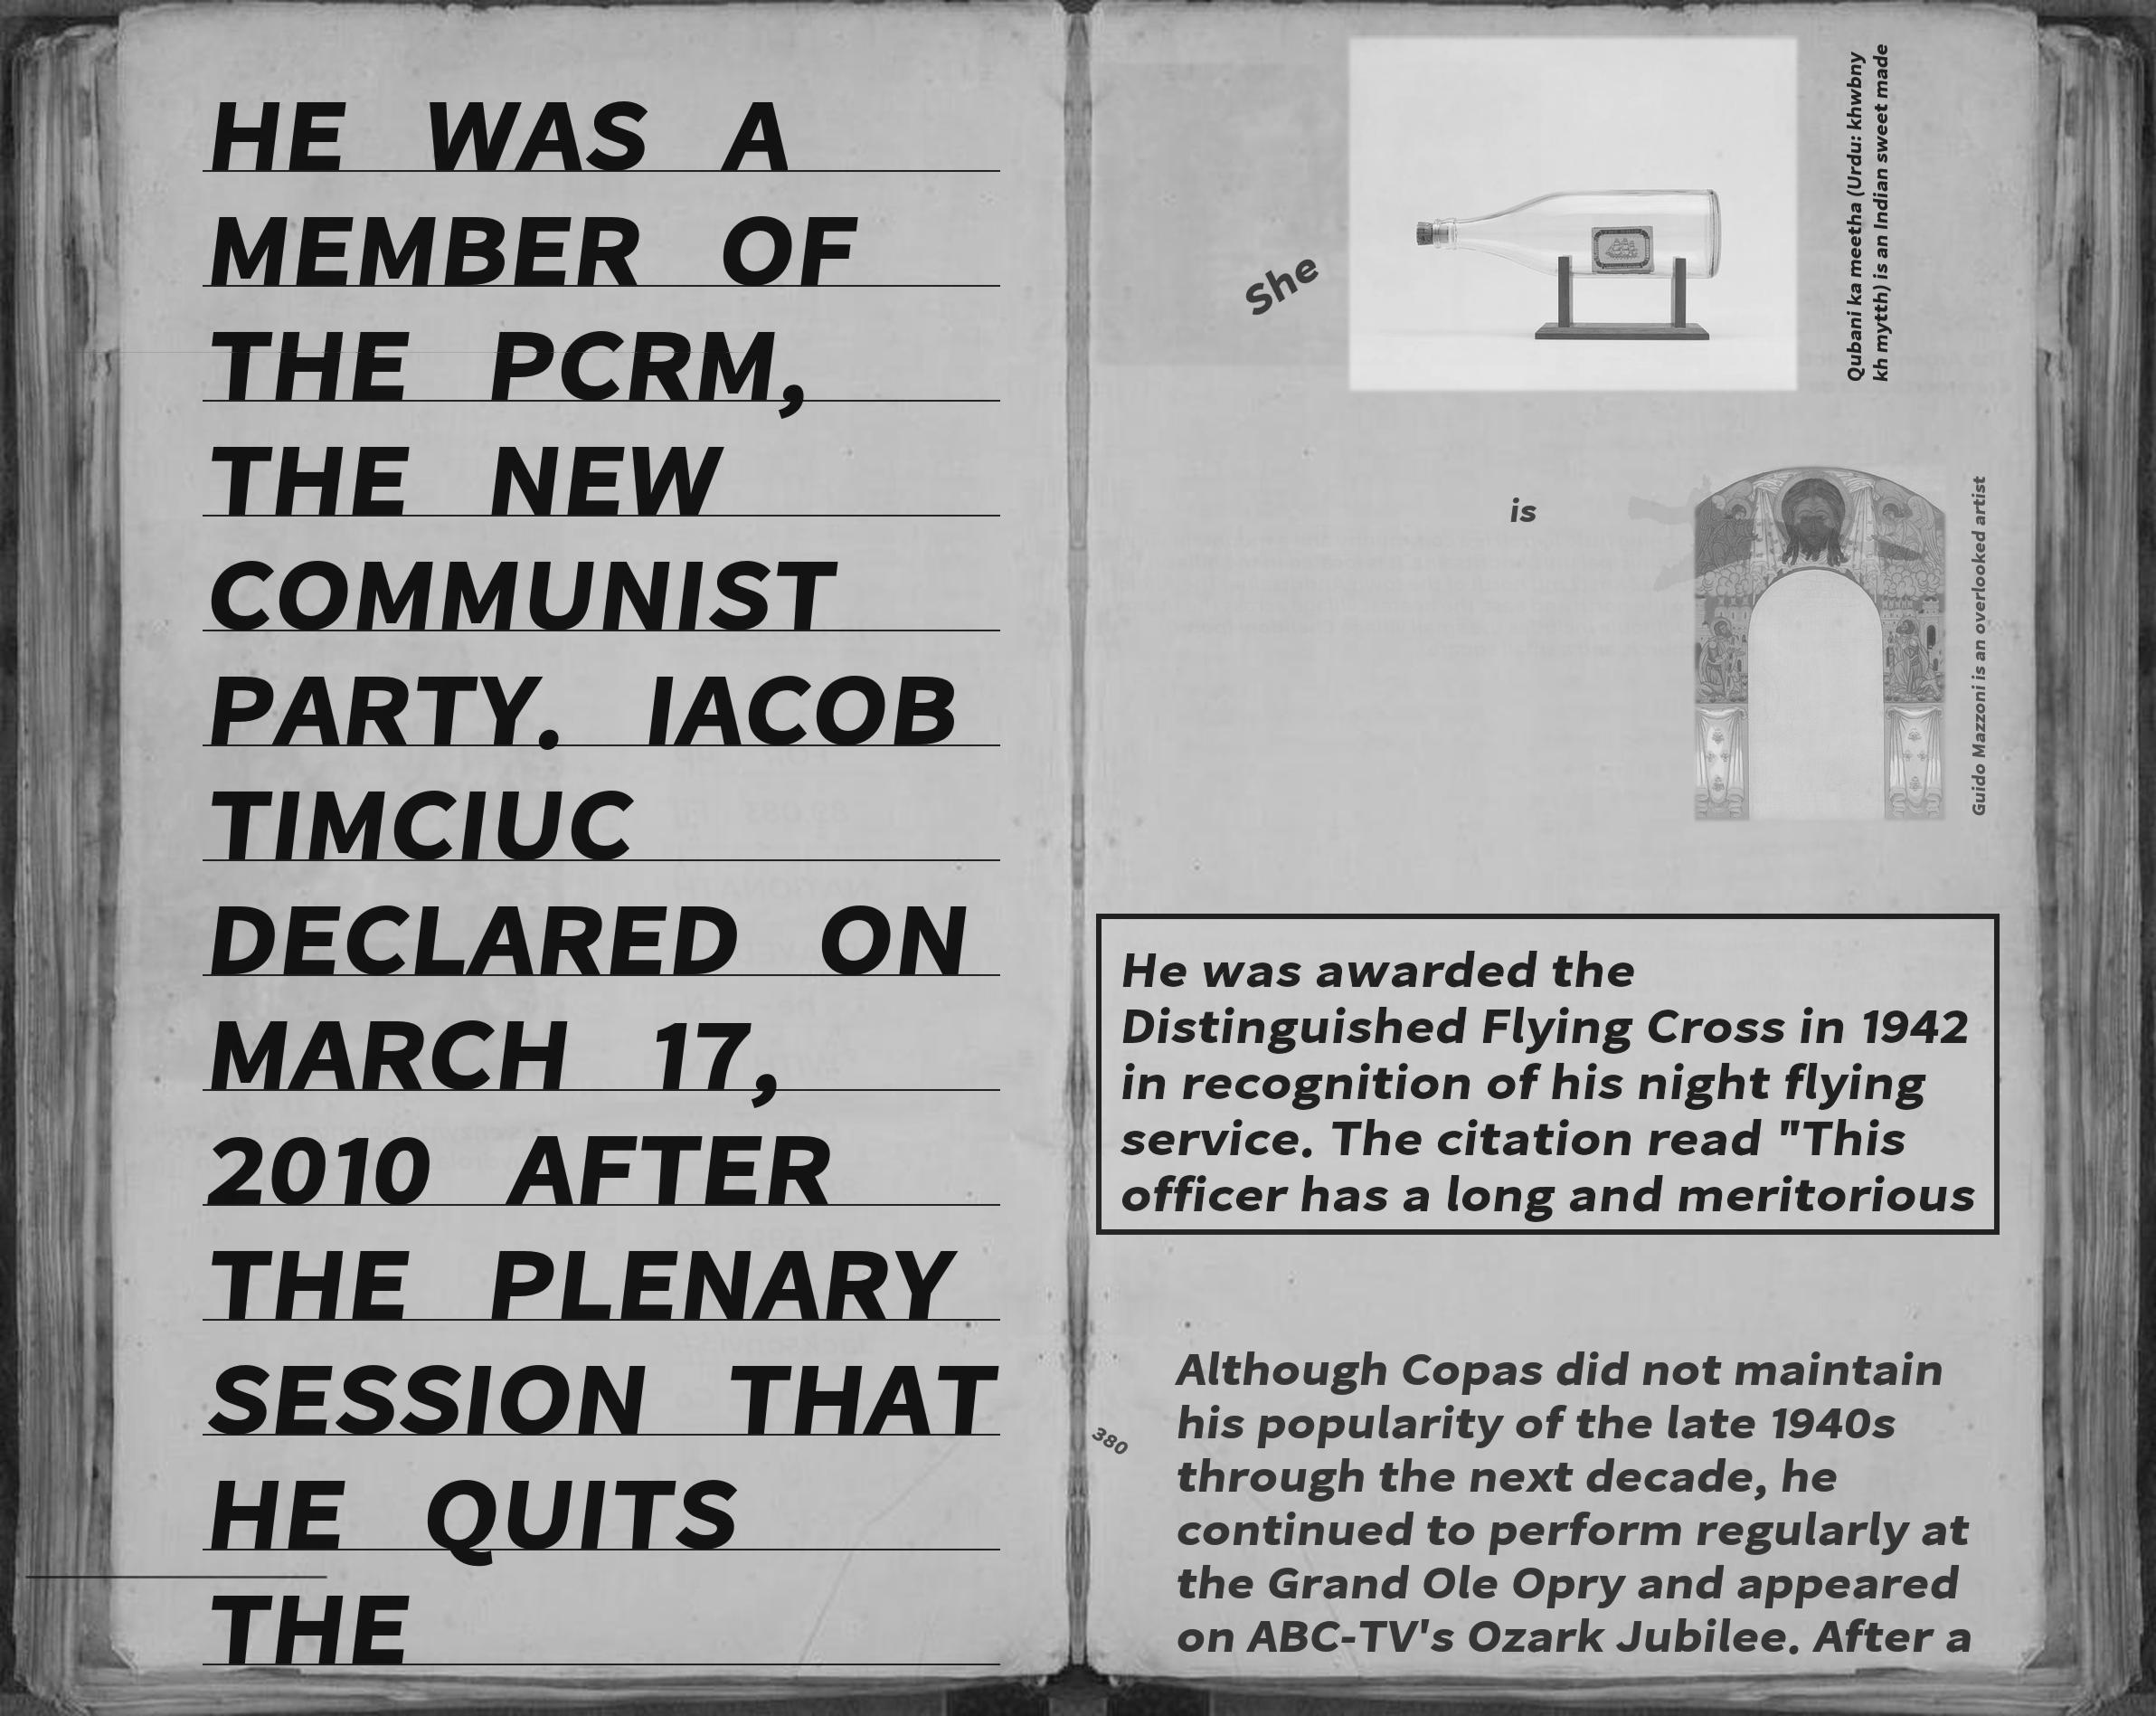 HE WAS A
MEMBER OF
THE PCRM,
THE NEW
COMMUNIST
PARTY. IACOB
TIMCIUC
DECLARED ON
MARCH 17,
2010 AFTER
THE PLENARY
SESSION THAT
HE QUITS
THE
She
Qubani ka meetha (Urdu: khwbny
kh mytth) is an Indian sweet made
is
Guido Mazzoni is an overlooked artist
He was awarded the
Distinguished Flying Cross in 1942
in recognition of his night flying
service. The citation read "This
officer has a long and meritorious
380
Although Copas did not maintain
his popularity of the late 1940s
through the next decade, he
continued to perform regularly at
the Grand Ole Opry and appeared
on ABC-TV's Ozark Jubilee. After a